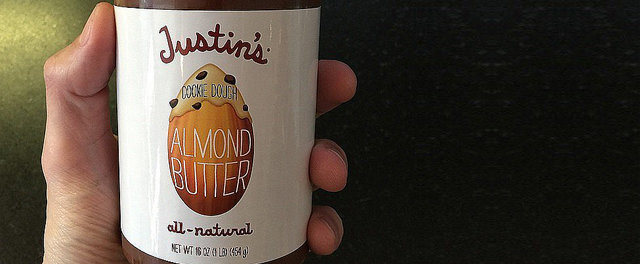 Justin's
COOKIE DOUGH
ALMOND
BUTTER
all-natural
NET WT 16 OZ (1 LB) (454 g)